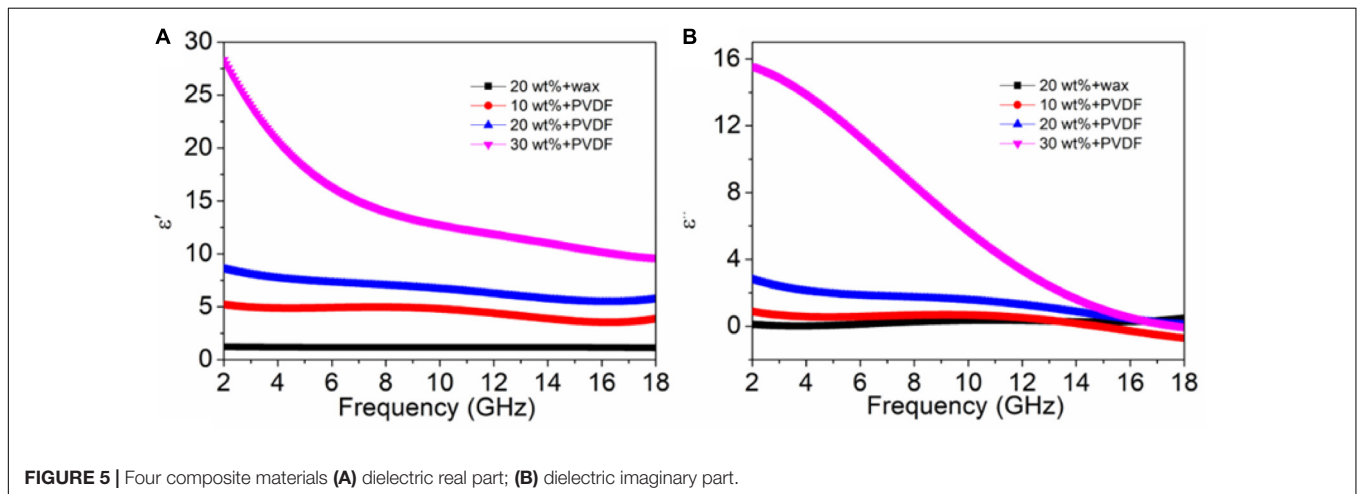 A
30
25
20
15
10
5
0
ε′
20 wt%+wax
10 wt%+PVDF
20 wt%+PVDF
30 wt%+PVDF
2 4 6 8 10 12 14 16 18
Frequency (GHz)
B
16
12
8
4
0
ε″
20 wt%+wax
10 wt%+PVDF
20 wt%+PVDF
30 wt%+PVDF
2 4 6 8 10 12 14 16 18
Frequency (GHz)
FIGURE 5 | Four composite materials (A) dielectric real part; (B) dielectric imaginary part.